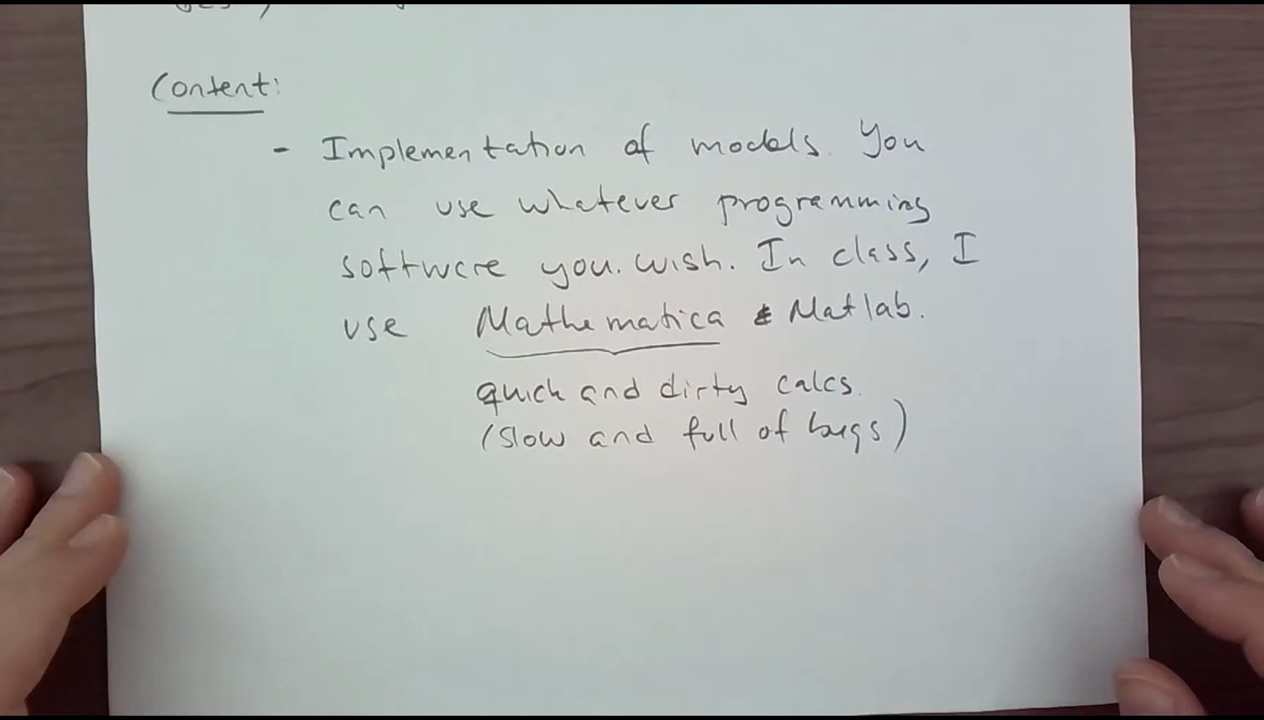 Content:
- Implementation of models. You
can use whatever programming
software you wish. In class, I
use Mathematica & Matlab.
quick and dirty calcs.
(slow and full of bugs)